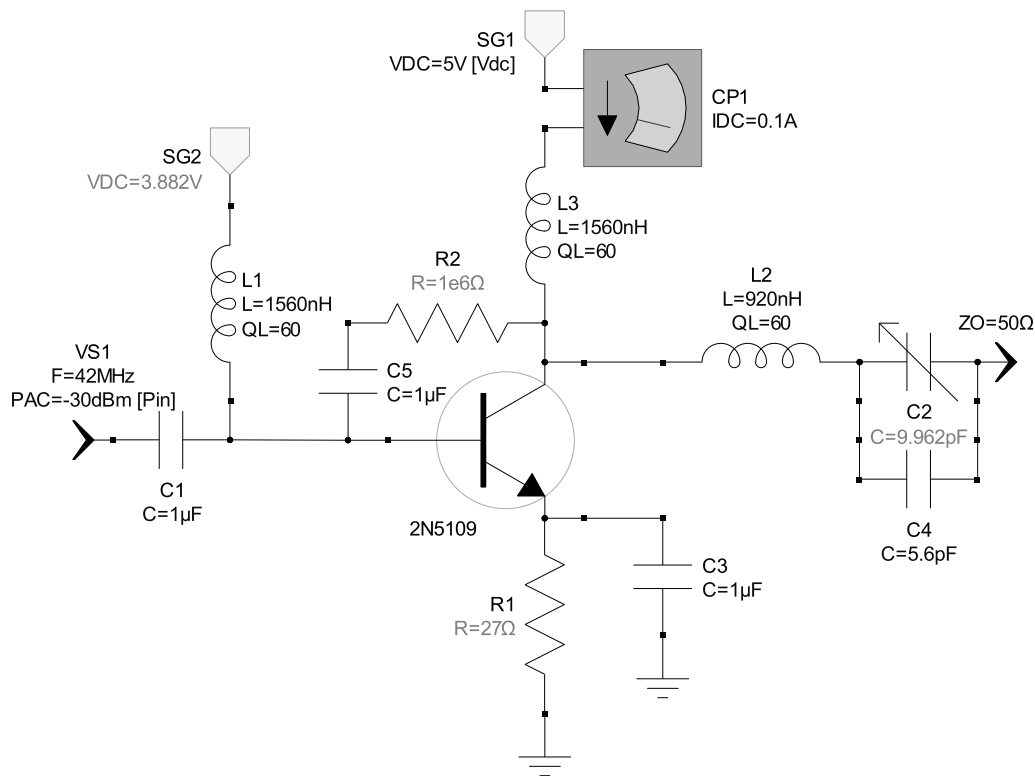 SG1
VDC=5V [Vdc]
CP1
IDC=0.1A
SG2
VDC=3.882V
L3
L=1560nH
QL=60
R2
R=1e6Ω
L1
L=1560nH
QL=60
L2
L=920nH
QL=60
ZO=50Ω
VS1
F=42MHz
PAC=-30dBm [Pin]
C5
C=1µF
C2
C=9.962pF
C1
C=1µF
2N5109
C4
C=5.6pF
C3
C=1µF
R1
R=27Ω